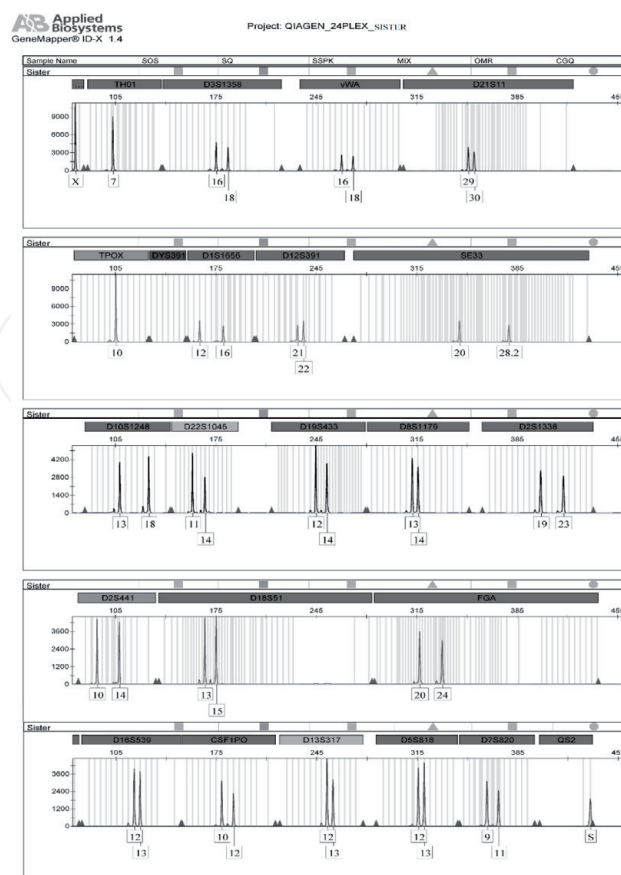 AB Applied
Biosystems
GeneMapper® ID-X 1.4
Project: QIAGEN_24PLEX_SISTER
Sample Name SOS SQ SSPK MIX OMR CGQ
Sister
... TH01 D3S1358 vWA D21S11
105 175 245 315 385 455
9000
6000
3000
0
X 7 16 16 29
18 18 30
Sister
TPOX DYS391 D1S1656 D12S391 SE33
105 175 245 315 385
9000
6000
3000
0
10 12 16 21 20 28.2
22
Sister
D10S1248 D22S1045 D19S433 D8S1179 D2S1338
105 175 245 315 385
4200
2800
1400
0
13 18 11 12 13 19 23
14 14 14
Sister
D2S441 D18S51 FGA
105 175 245 315 385
3600
2400
1200
0
10 14 13 20 24
15
Sister
D16S539 CSF1PO D13S317 D5S818 D7S820 QS2
105 175 245 315 385
3600
2400
1200
0
12 10 12 12 9 S
13 12 13 13 11